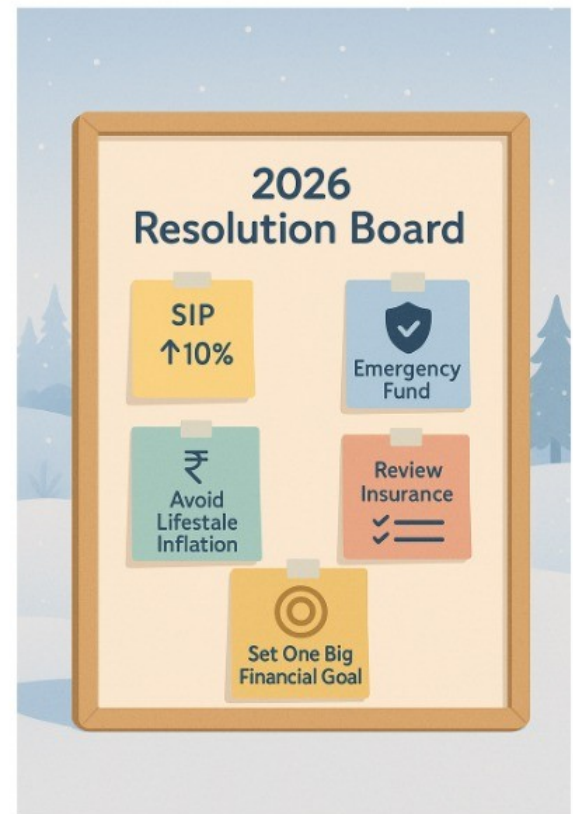 2026
Resolution Board
SIP
↑10%
Emergency
Fund
₹
Avoid
Lifestale
Inflation
Review
Insurance
Set One Big
Financial Goal